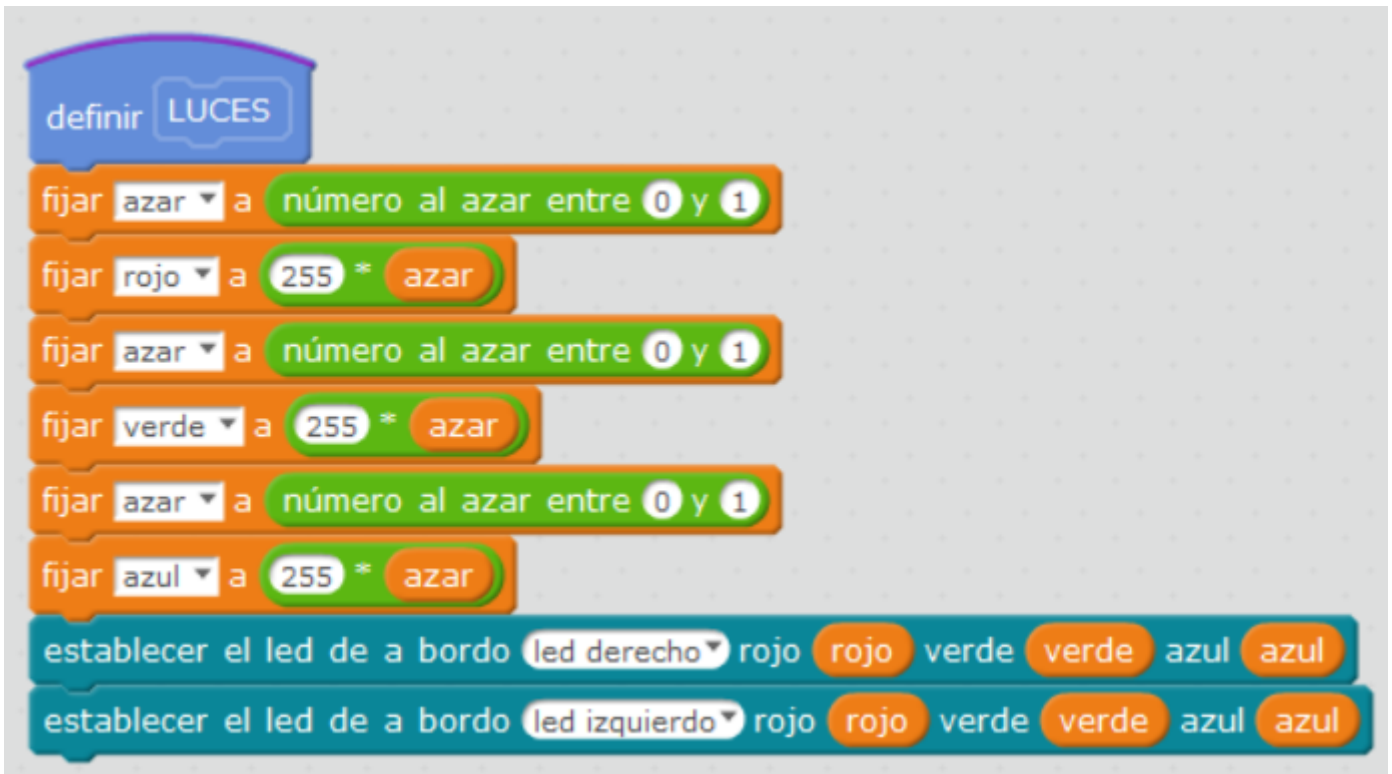 definir LUCES
fijar azar a número al azar entre 0 y 1
fijar rojo a 255 * azar
fijar azar a número al azar entre 0 y 1
fijar verde a 255 * azar
fijar azar a número al azar entre 0 y 1
fijar azul a 255 * azar
establecer el led de a bordo led derecho rojo rojo verde verde azul azul
establecer el led de a bordo led izquierdo rojo rojo verde verde azul azul